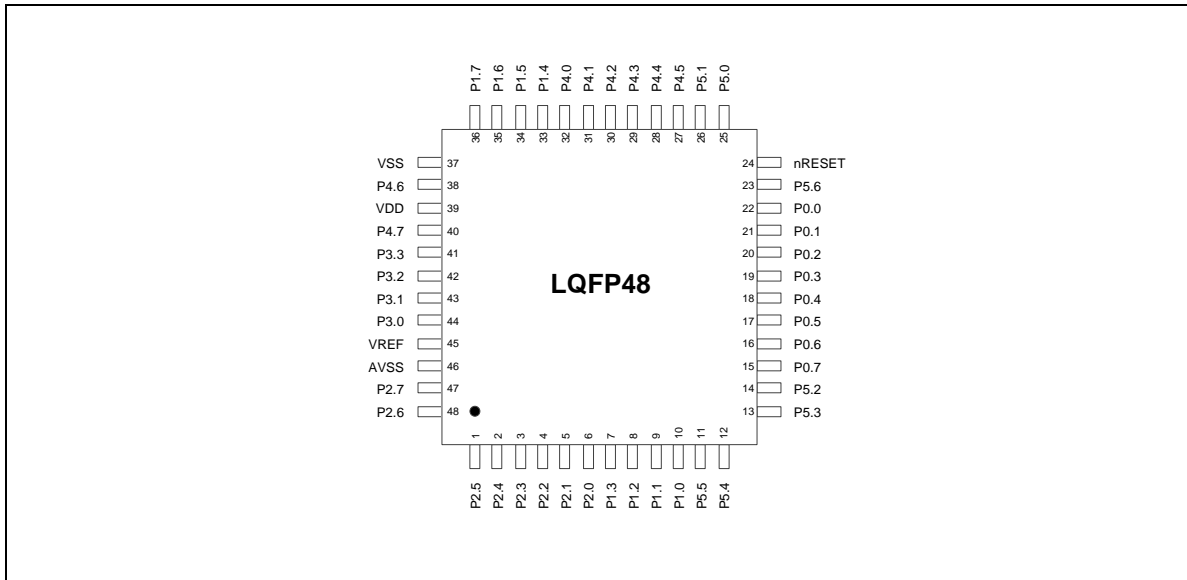 P1.7 P1.6 P1.5 P1.4 P4.0 P4.1 P4.2 P4.3 P4.4 P4.5 P5.1 P5.0
36 35 34 33 32 31 30 29 28 27 26 25
VSS 37 24 nRESET
P4.6 38 23 P5.6
VDD 39 22 P0.0
P4.7 40 21 P0.1
P3.3 41 20 P0.2
P3.2 42 19 P0.3
LQFP48
P3.1 43 18 P0.4
P3.0 44 17 P0.5
VREF 45 16 P0.6
AVSS 46 15 P0.7
P2.7 47 14 P5.2
P2.6 48 13 P5.3
1 2 3 4 5 6 7 8 9 10 11 12
P2.5 P2.4 P2.3 P2.2 P2.1 P2.0 P1.3 P1.2 P1.1 P1.0 P5.5 P5.4